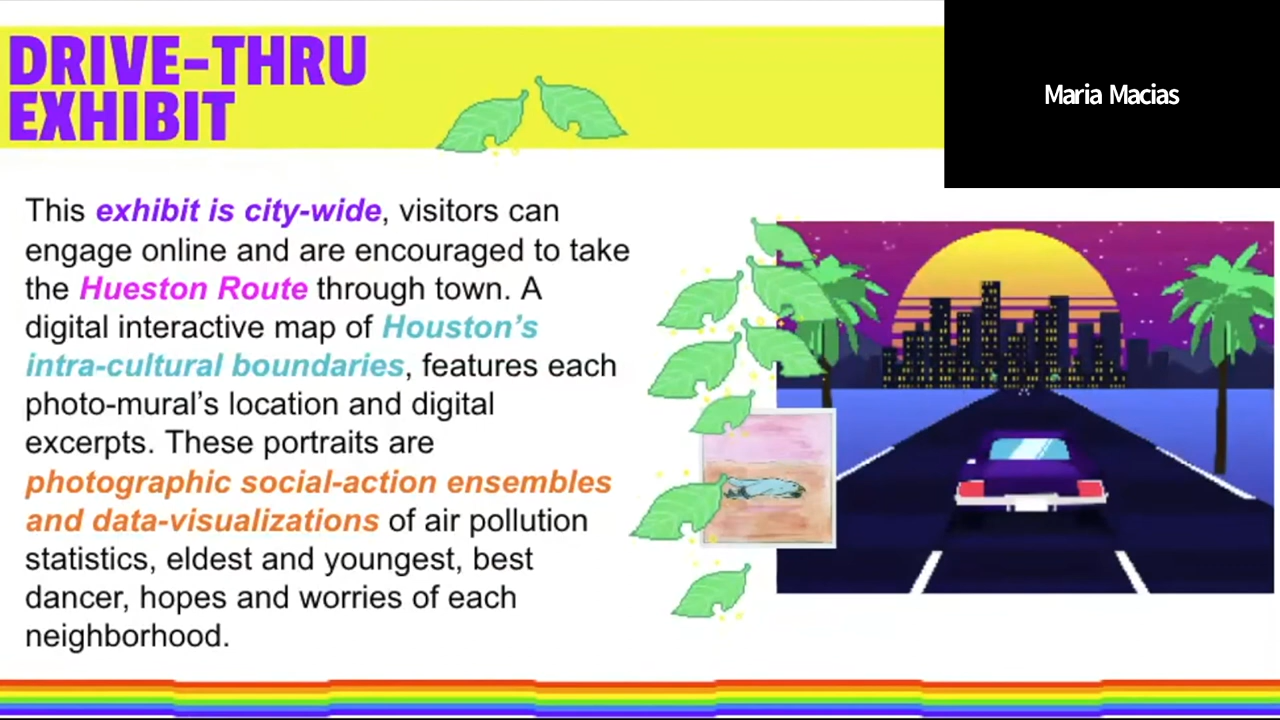 DRIVE-THRU
EXHIBIT
Maria Macias
This exhibit is city-wide, visitors can
engage online and are encouraged to take
the Hueston Route through town. A
digital interactive map of Houston’s
intra-cultural boundaries, features each
photo-mural’s location and digital
excerpts. These portraits are
photographic social-action ensembles
and data-visualizations of air pollution
statistics, eldest and youngest, best
dancer, hopes and worries of each
neighborhood.